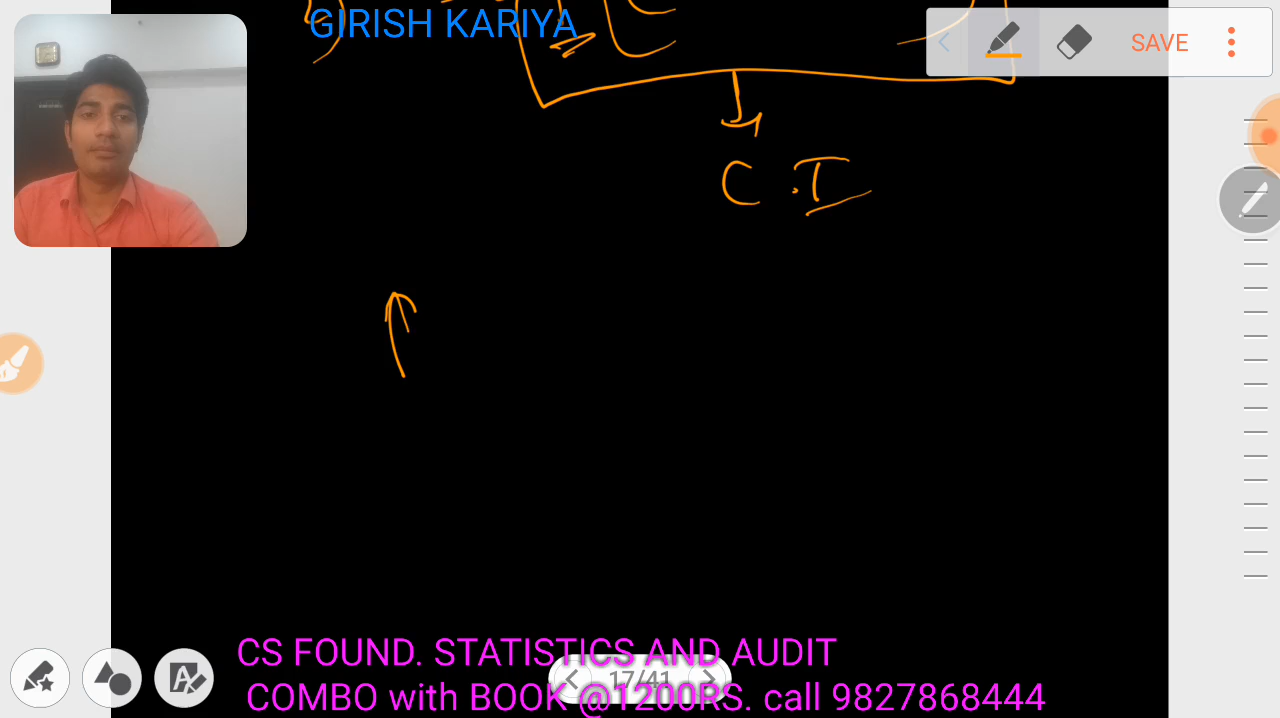 GIRISH KARIYA
SAVE
C.I
CS FOUND. STATISTICS AND AUDIT
17/41
COMBO with BOOK @1200RS. call 9827868444